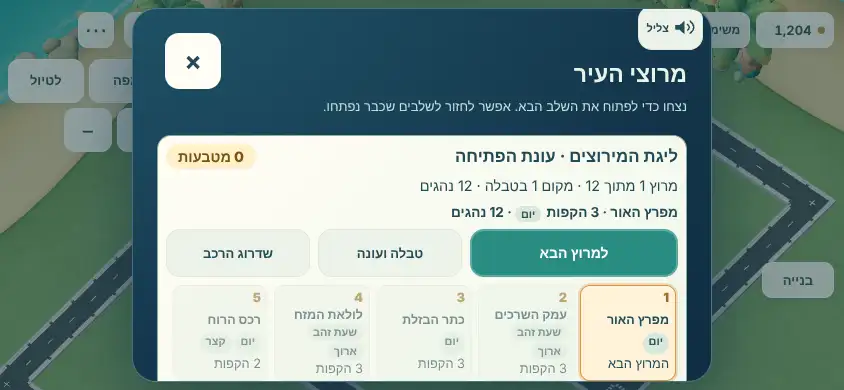 1,204
משימ
צליל
...
מפה
לטיול
–
בנייה
×
מרוצי העיר
נצחו כדי לפתוח את השלב הבא. אפשר לחזור לשלבים שכבר נפתחו.
ליגת המירוצים · עונת הפתיחה
0 מטבעות
מרוץ 1 מתוך 12 · מקום 1 בטבלה · 12 נהגים
מפרץ האור · 3 הקפות יום · 12 נהגים
למרוץ הבא
טבלה ועונה
שדרוג הרכב
1
מפרץ האור
יום
המרוץ הבא
2
עמק השרכים
שעת זהב
ארוך
3 הקפות
3
כתר הבזלת
יום
3 הקפות
4
לולאת המזח
שעת זהב
ארוך
3 הקפות
5
רכס הרוח
יום קצר
2 הקפות